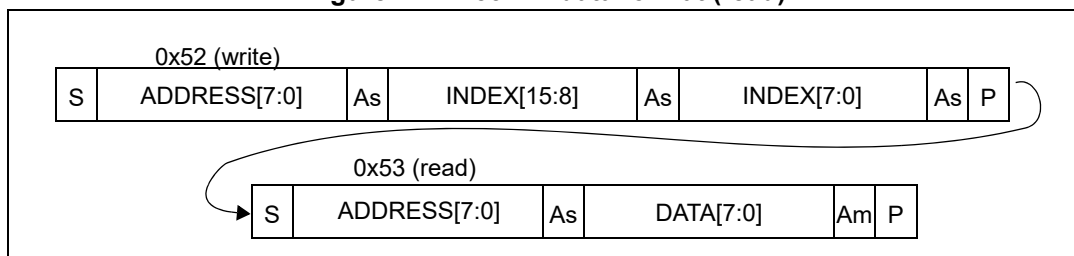 0x52 (write)
S ADDRESS[7:0] As INDEX[15:8] As INDEX[7:0] As P
0x53 (read)
S ADDRESS[7:0] As DATA[7:0] Am P